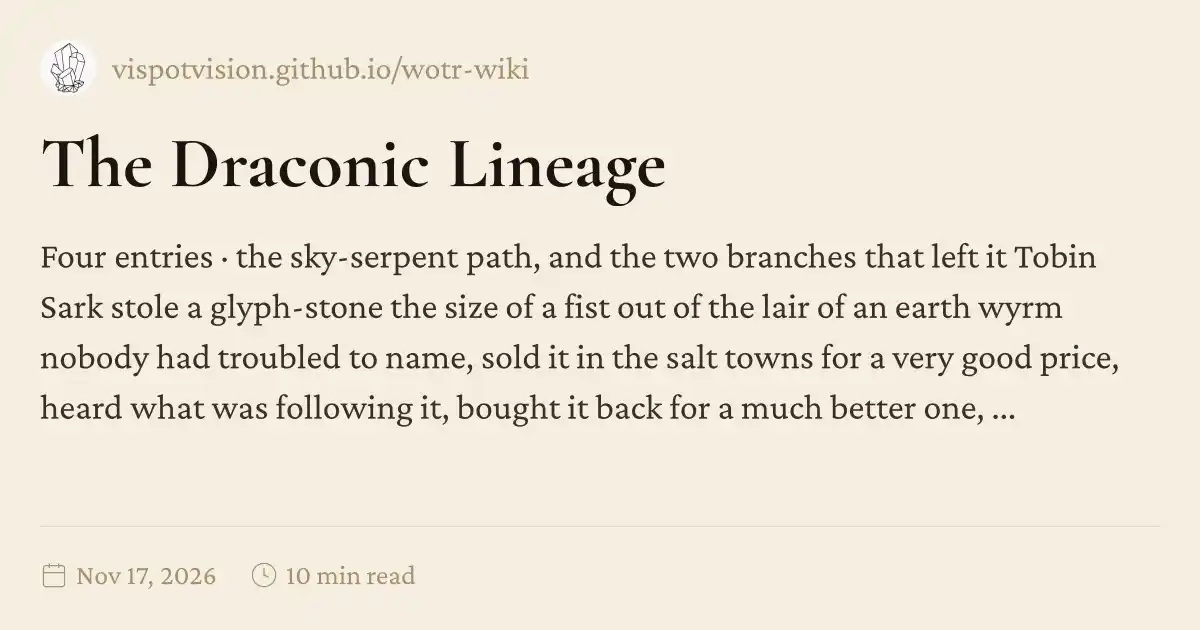 vispotvision.github.io/wotr-wiki
The Draconic Lineage
Four entries · the sky-serpent path, and the two branches that left it Tobin
Sark stole a glyph-stone the size of a fist out of the lair of an earth wyrm
nobody had troubled to name, sold it in the salt towns for a very good price,
heard what was following it, bought it back for a much better one, ...
Nov 17, 2026
10 min read